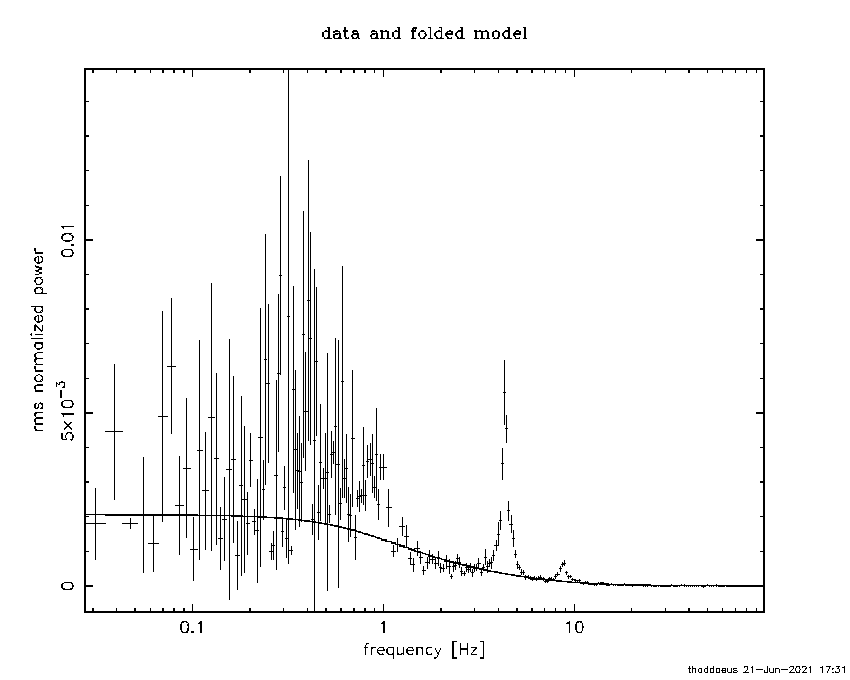 data and folded model
rms normalized power
0.01
5×10⁻³
0
0.1
1
10
frequency [Hz]
thaddaeus 21-Jun-2021 17:31